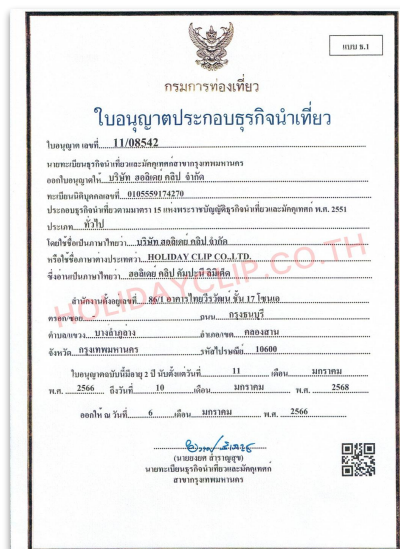 แบบ ธ.1
กรมการท่องเที่ยว
ใบอนุญาตประกอบธุรกิจนำเที่ยว
ใบอนุญาต เลขที่ 11/08542
นายทะเบียนธุรกิจนำเที่ยวและมัคคุเทศก์สาขากรุงเทพมหานคร
ออกใบอนุญาตให้ บริษัท ฮอลิเดย์ คลิป จำกัด
ทะเบียนนิติบุคคลเลขที่ 0105559174270
ประกอบธุรกิจนำเที่ยวตามมาตรา 15 แห่งพระราชบัญญัติธุรกิจนำเที่ยวและมัคคุเทศก์ พ.ศ. 2551
ประเภท ทั่วไป
โดยใช้ชื่อเป็นภาษาไทยว่า บริษัท ฮอลิเดย์ คลิป จำกัด
หรือใช้ชื่อภาษาต่างประเทศว่า HOLIDAY CLIP CO.,LTD.
ซึ่งอ่านเป็นภาษาไทยว่า ฮอลิเดย์ คลิป คัมปะนี ลิมิเต็ด
HOLIDAYCLIP.CO.TH
สำนักงานตั้งอยู่เลขที่ 86/1 อาคารไทยวีรวัฒน์ ชั้น 17 โซนเอ
ตรอก/ซอย ถนน กรุงธนบุรี
ตำบล/แขวง บางลำภูล่าง อำเภอ/เขต คลองสาน
จังหวัด กรุงเทพมหานคร รหัสไปรษณีย์ 10600
ใบอนุญาตฉบับนี้มีอายุ 2 ปี นับตั้งแต่วันที่ 11 เดือน มกราคม
พ.ศ. 2566 ถึงวันที่ 10 เดือน มกราคม พ.ศ. 2568
ออกให้ ณ วันที่ 6 เดือน มกราคม พ.ศ. 2566
(นายยงยศ สำราญสุข)
นายทะเบียนธุรกิจนำเที่ยวและมัคคุเทศก์
สาขากรุงเทพมหานคร